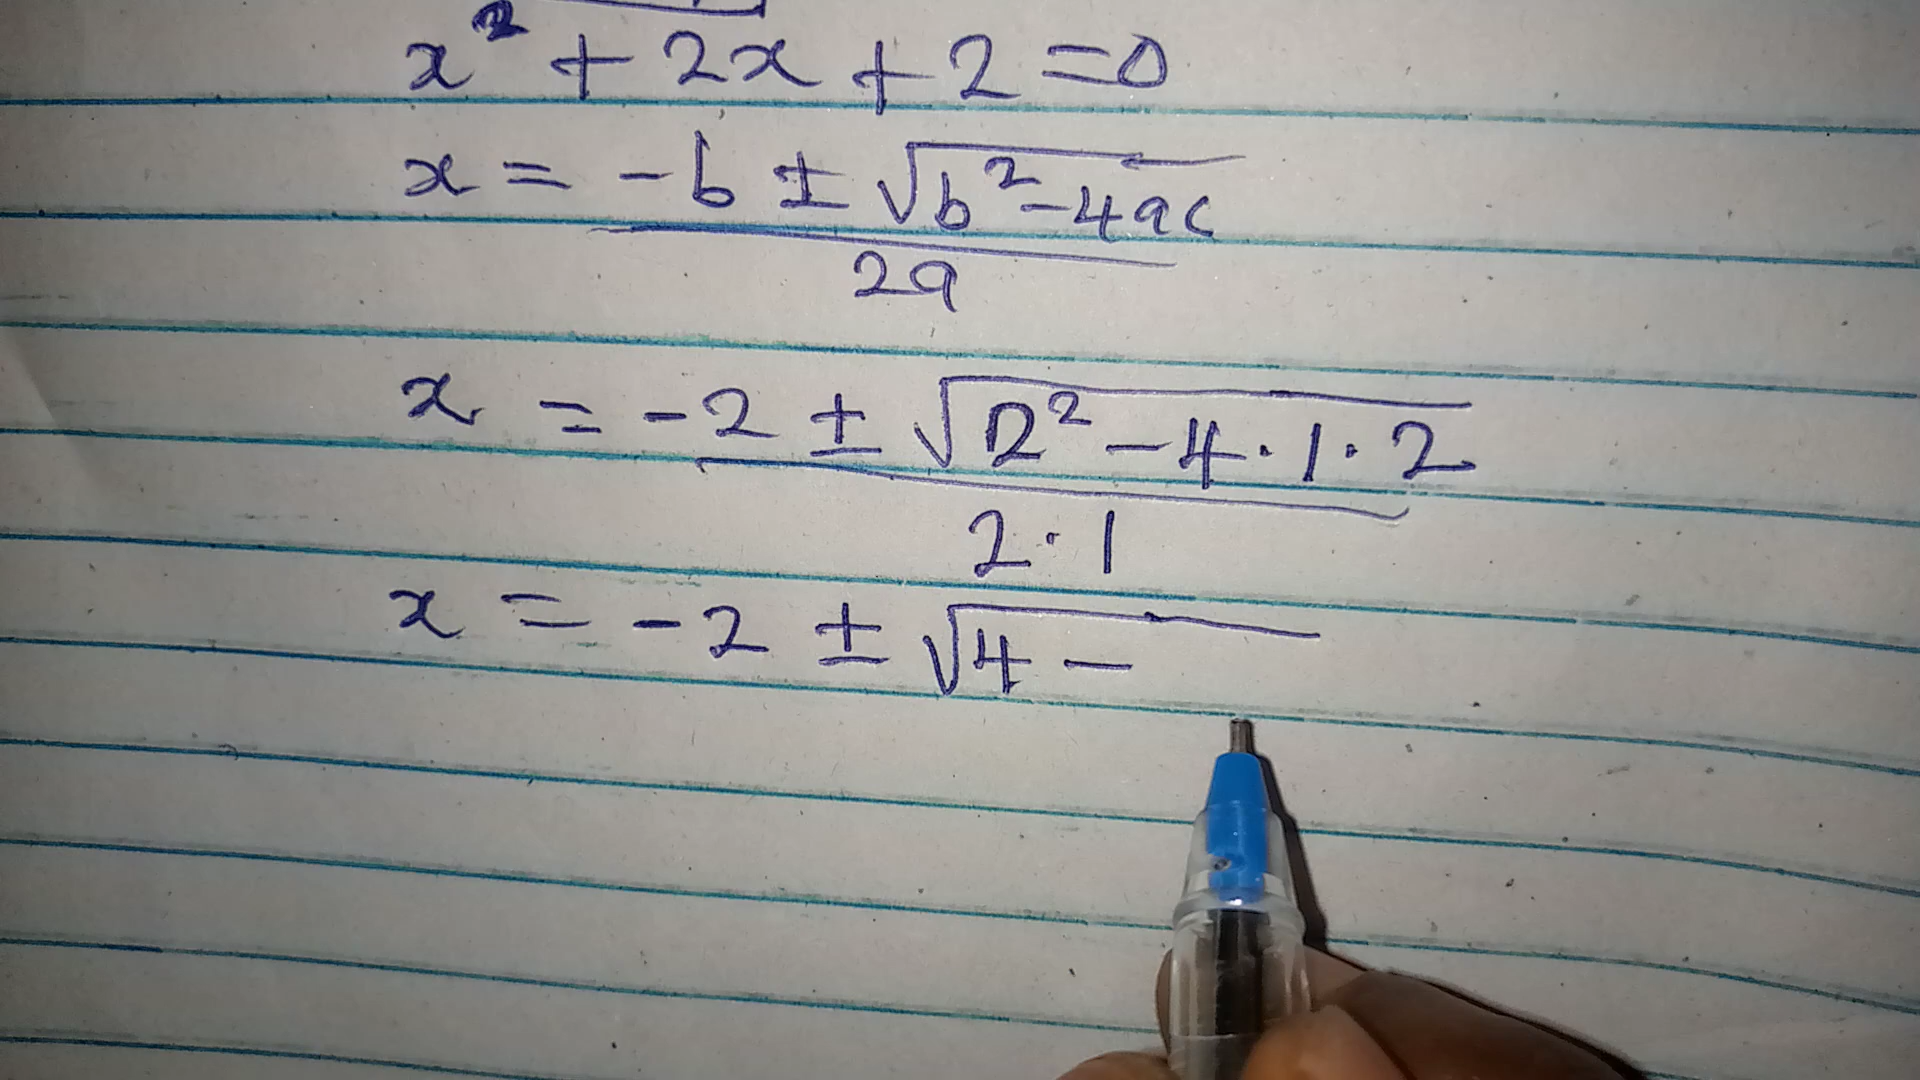 x² + 2x + 2 = 0
x = -b ± √b² - 4ac
2a
x = -2 ± √2² - 4·1·2
2·1
x = -2 ± √4 -